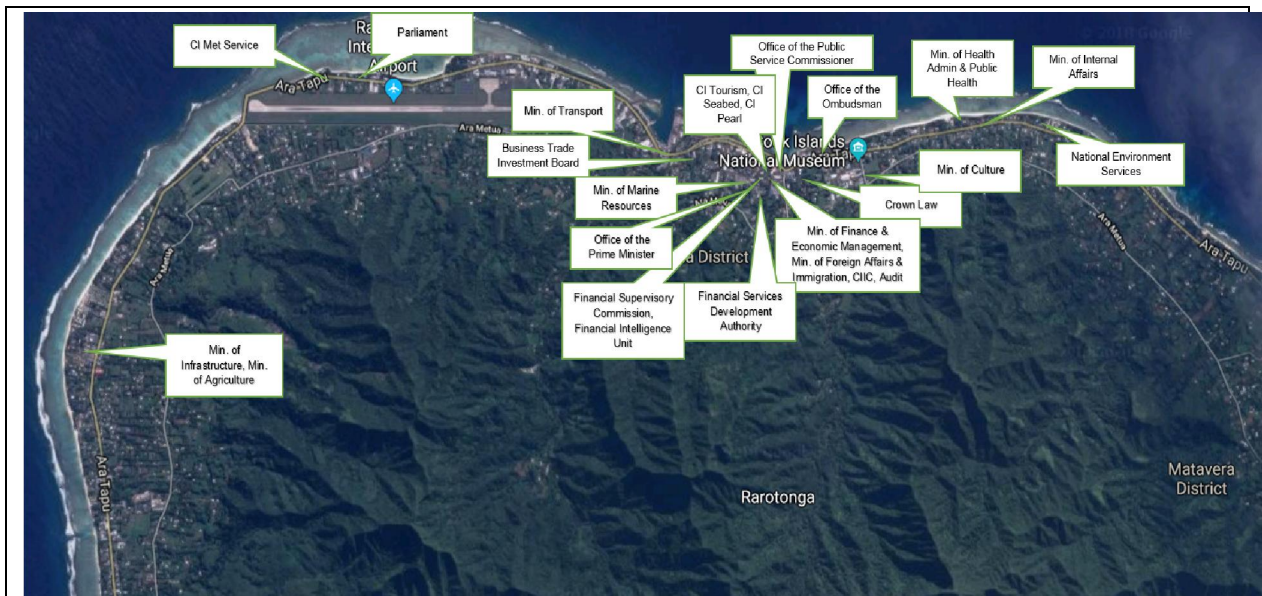 © 2019 Google
CI Met Service
Parliament
Airport
Ara-Tapu
Ara Metua
Min. of Transport
Business Trade
Investment Board
Min. of Marine
Resources
Office of the
Prime Minister
Financial Supervisory
Commission,
Financial Intelligence
Unit
Financial Services
Development
Authority
Office of the Public
Service Commissioner
CI Tourism, CI
Seabed, CI
Pearl
Office of the
Ombudsman
Islands
National Museum
Min. of Health
Admin & Public
Health
Min. of Internal
Affairs
National Environment
Services
Min. of Culture
Crown Law
Min. of Finance &
Economic Management,
Min. of Foreign Affairs &
Immigration, CIIC, Audit
District
Ara Metua
Ara-Tapu
Ara Metua
Min. of
Infrastructure, Min.
of Agriculture
Ara Tapu
Rarotonga
Matavera
District